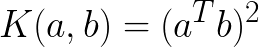 K(a, b) = (a^T b)^2